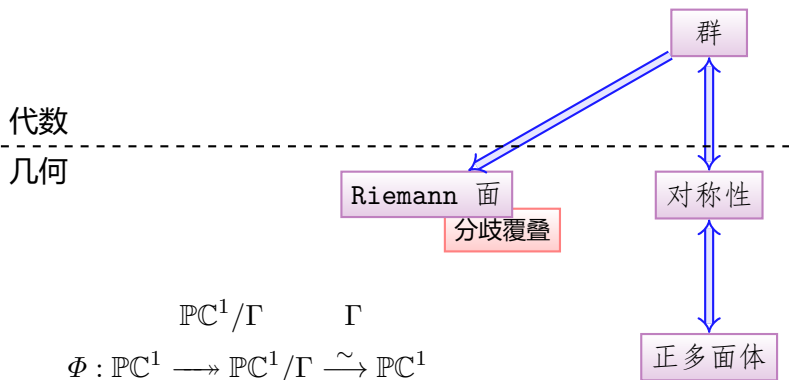 群
代数
几何
Riemann 面
对称性
分歧覆叠
ℙℂ¹/Γ Γ
Φ : ℙℂ¹ ↠ ℙℂ¹/Γ ⥲ ℙℂ¹
正多面体